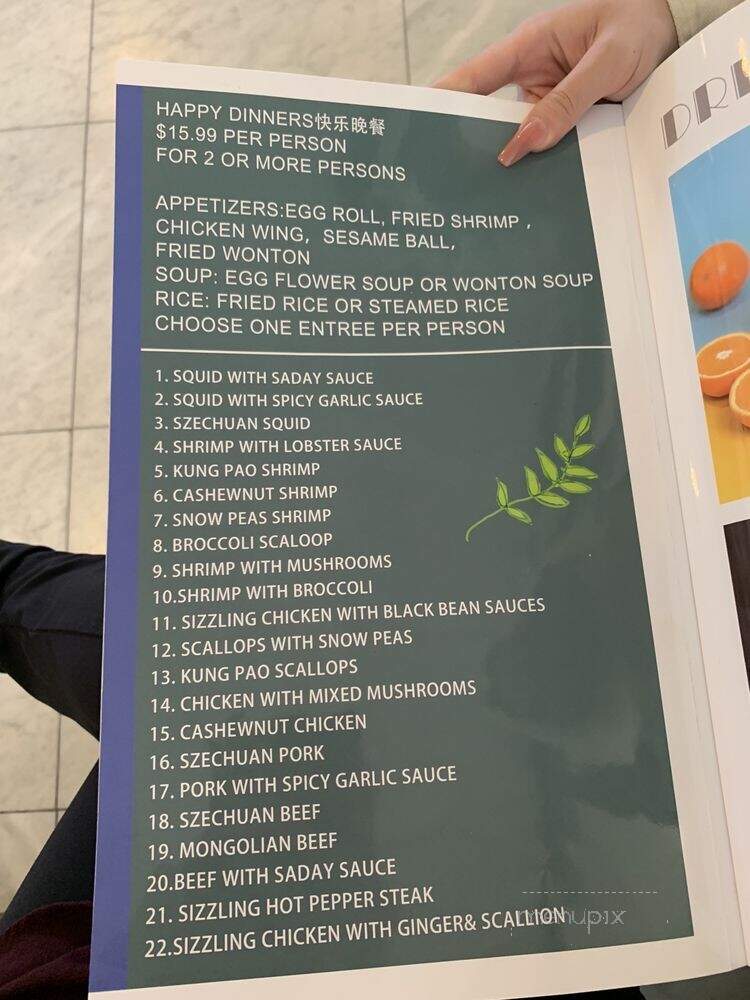 HAPPY DINNERS快乐晚餐
$15.99 PER PERSON
FOR 2 OR MORE PERSONS
APPETIZERS:EGG ROLL, FRIED SHRIMP ,
CHICKEN WING, SESAME BALL,
FRIED WONTON
SOUP: EGG FLOWER SOUP OR WONTON SOUP
RICE: FRIED RICE OR STEAMED RICE
CHOOSE ONE ENTREE PER PERSON
1. SQUID WITH SADAY SAUCE
2. SQUID WITH SPICY GARLIC SAUCE
3. SZECHUAN SQUID
4. SHRIMP WITH LOBSTER SAUCE
5. KUNG PAO SHRIMP
6. CASHEWNUT SHRIMP
7. SNOW PEAS SHRIMP
8. BROCCOLI SCALOOP
9. SHRIMP WITH MUSHROOMS
10.SHRIMP WITH BROCCOLI
11. SIZZLING CHICKEN WITH BLACK BEAN SAUCES
12. SCALLOPS WITH SNOW PEAS
13. KUNG PAO SCALLOPS
14. CHICKEN WITH MIXED MUSHROOMS
15. CASHEWNUT CHICKEN
16. SZECHUAN PORK
17. PORK WITH SPICY GARLIC SAUCE
18. SZECHUAN BEEF
19. MONGOLIAN BEEF
20.BEEF WITH SADAY SAUCE
21. SIZZLING HOT PEPPER STEAK
22.SIZZLING CHICKEN WITH GINGER& SCALLION
menupix